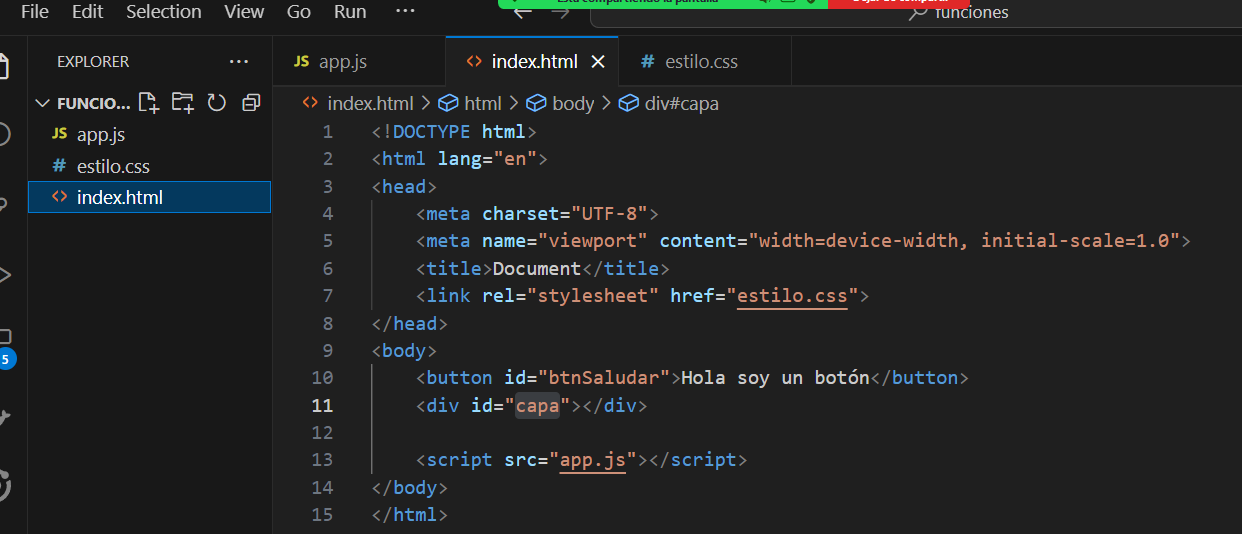 File Edit Selection View Go Run ···
funciones
EXPLORER ···
FUNCIO...
JS app.js
# estilo.css
<> index.html
JS app.js
<> index.html ×
# estilo.css
<> index.html > html > body > div#capa
1 <!DOCTYPE html>
2 <html lang="en">
3 <head>
4 <meta charset="UTF-8">
5 <meta name="viewport" content="width=device-width, initial-scale=1.0">
6 <title>Document</title>
7 <link rel="stylesheet" href="estilo.css">
8 </head>
9 <body>
10 <button id="btnSaludar">Hola soy un botón</button>
11 <div id="capa"></div>
12
13 <script src="app.js"></script>
14 </body>
15 </html>
5